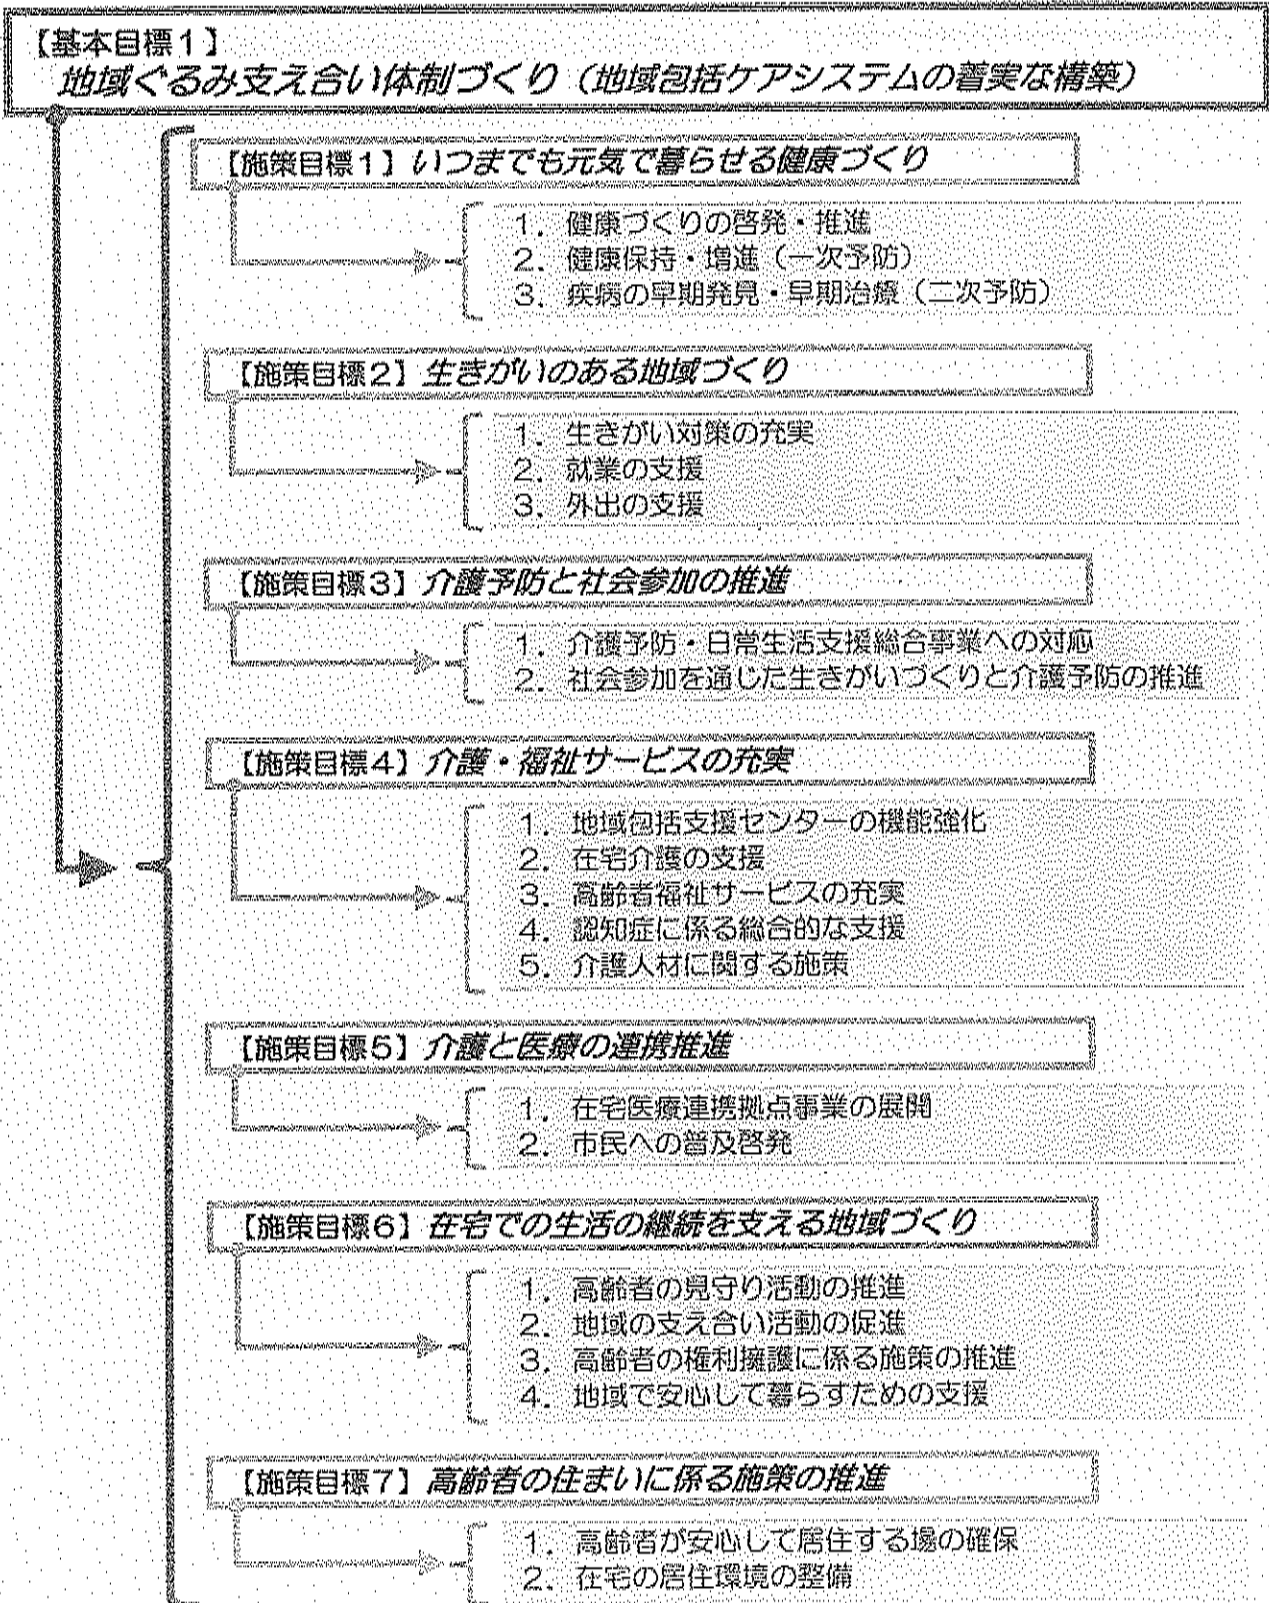 【基本目標1】
地域ぐるみ支え合い体制づくり（地域包括ケアシステムの着実な構築）
【施策目標1】いつまでも元気で暮らせる健康づくり
1．健康づくりの啓発・推進
2．健康保持・増進（一次予防）
3．疾病の早期発見・早期治療（二次予防）
【施策目標2】生きがいのある地域づくり
1．生きがい対策の充実
2．就業の支援
3．外出の支援
【施策目標3】介護予防と社会参加の推進
1．介護予防・日常生活支援総合事業への対応
2．社会参加を通じた生きがいづくりと介護予防の推進
【施策目標4】介護・福祉サービスの充実
1．地域包括支援センターの機能強化
2．在宅介護の支援
3．高齢者福祉サービスの充実
4．認知症に係る総合的な支援
5．介護人材に関する施策
【施策目標5】介護と医療の連携推進
1．在宅医療連携拠点事業の展開
2．市民への普及啓発
【施策目標6】在宅での生活の継続を支える地域づくり
1．高齢者の見守り活動の推進
2．地域の支え合い活動の促進
3．高齢者の権利擁護に係る施策の推進
4．地域で安心して暮らすための支援
【施策目標7】高齢者の住まいに係る施策の推進
1．高齢者が安心して居住する場の確保
2．在宅の居住環境の整備